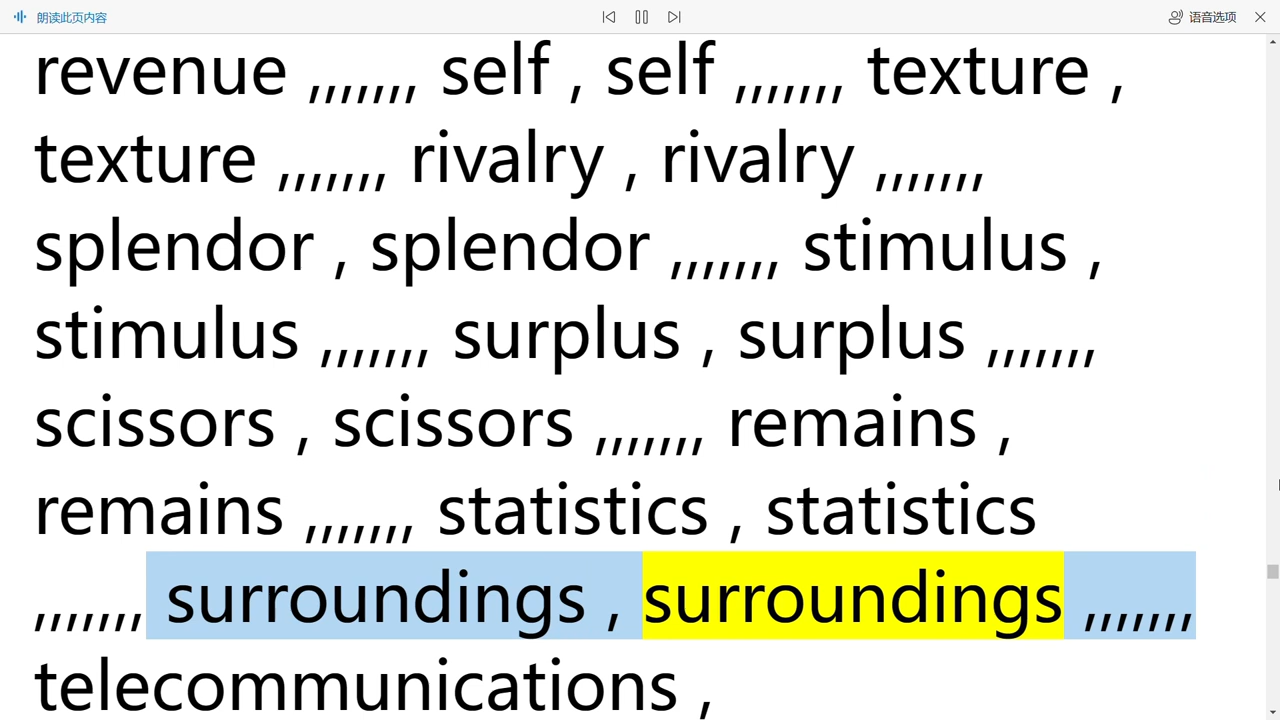 朗读此页内容 语音选项
revenue ,,,,,,, self , self ,,,,,,, texture ,
texture ,,,,,,, rivalry , rivalry ,,,,,,,
splendor , splendor ,,,,,,, stimulus ,
stimulus ,,,,,,, surplus , surplus ,,,,,,,
scissors , scissors ,,,,,,, remains ,
remains ,,,,,,, statistics , statistics
,,,,,,, surroundings , surroundings ,,,,,,,
telecommunications ,